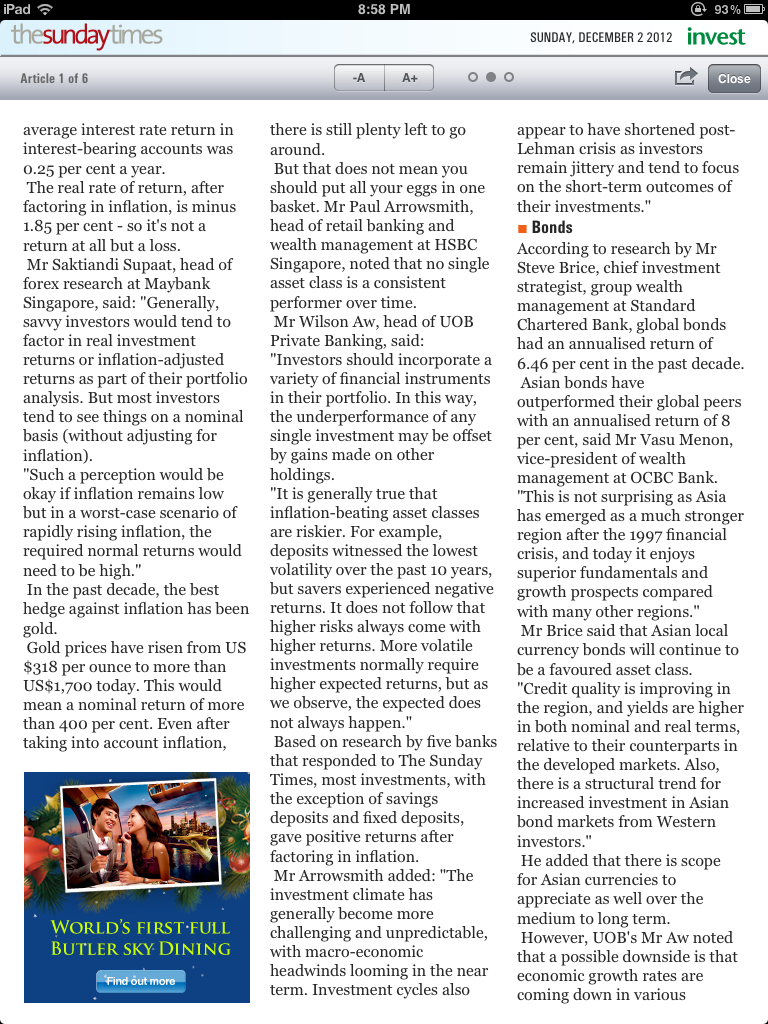 iPad
8:58 PM
93%
thesundaytimes
SUNDAY, DECEMBER 2 2012
invest
Article 1 of 6
-A
A+
Close
average interest rate return in
interest-bearing accounts was
0.25 per cent a year.
The real rate of return, after
factoring in inflation, is minus
1.85 per cent - so it's not a
return at all but a loss.
Mr Saktiandi Supaat, head of
forex research at Maybank
Singapore, said: "Generally,
savvy investors would tend to
factor in real investment
returns or inflation-adjusted
returns as part of their portfolio
analysis. But most investors
tend to see things on a nominal
basis (without adjusting for
inflation).
"Such a perception would be
okay if inflation remains low
but in a worst-case scenario of
rapidly rising inflation, the
required normal returns would
need to be high."
In the past decade, the best
hedge against inflation has been
gold.
Gold prices have risen from US
$318 per ounce to more than
US$1,700 today. This would
mean a nominal return of more
than 400 per cent. Even after
taking into account inflation,
WORLD'S FIRST FULL
BUTLER SKY DINING
Find out more
there is still plenty left to go
around.
But that does not mean you
should put all your eggs in one
basket. Mr Paul Arrowsmith,
head of retail banking and
wealth management at HSBC
Singapore, noted that no single
asset class is a consistent
performer over time.
Mr Wilson Aw, head of UOB
Private Banking, said:
"Investors should incorporate a
variety of financial instruments
in their portfolio. In this way,
the underperformance of any
single investment may be offset
by gains made on other
holdings.
"It is generally true that
inflation-beating asset classes
are riskier. For example,
deposits witnessed the lowest
volatility over the past 10 years,
but savers experienced negative
returns. It does not follow that
higher risks always come with
higher returns. More volatile
investments normally require
higher expected returns, but as
we observe, the expected does
not always happen."
Based on research by five banks
that responded to The Sunday
Times, most investments, with
the exception of savings
deposits and fixed deposits,
gave positive returns after
factoring in inflation.
Mr Arrowsmith added: "The
investment climate has
generally become more
challenging and unpredictable,
with macro-economic
headwinds looming in the near
term. Investment cycles also
appear to have shortened post-
Lehman crisis as investors
remain jittery and tend to focus
on the short-term outcomes of
their investments."
Bonds
According to research by Mr
Steve Brice, chief investment
strategist, group wealth
management at Standard
Chartered Bank, global bonds
had an annualised return of
6.46 per cent in the past decade.
Asian bonds have
outperformed their global peers
with an annualised return of 8
per cent, said Mr Vasu Menon,
vice-president of wealth
management at OCBC Bank.
"This is not surprising as Asia
has emerged as a much stronger
region after the 1997 financial
crisis, and today it enjoys
superior fundamentals and
growth prospects compared
with many other regions."
Mr Brice said that Asian local
currency bonds will continue to
be a favoured asset class.
"Credit quality is improving in
the region, and yields are higher
in both nominal and real terms,
relative to their counterparts in
the developed markets. Also,
there is a structural trend for
increased investment in Asian
bond markets from Western
investors."
He added that there is scope
for Asian currencies to
appreciate as well over the
medium to long term.
However, UOB's Mr Aw noted
that a possible downside is that
economic growth rates are
coming down in various